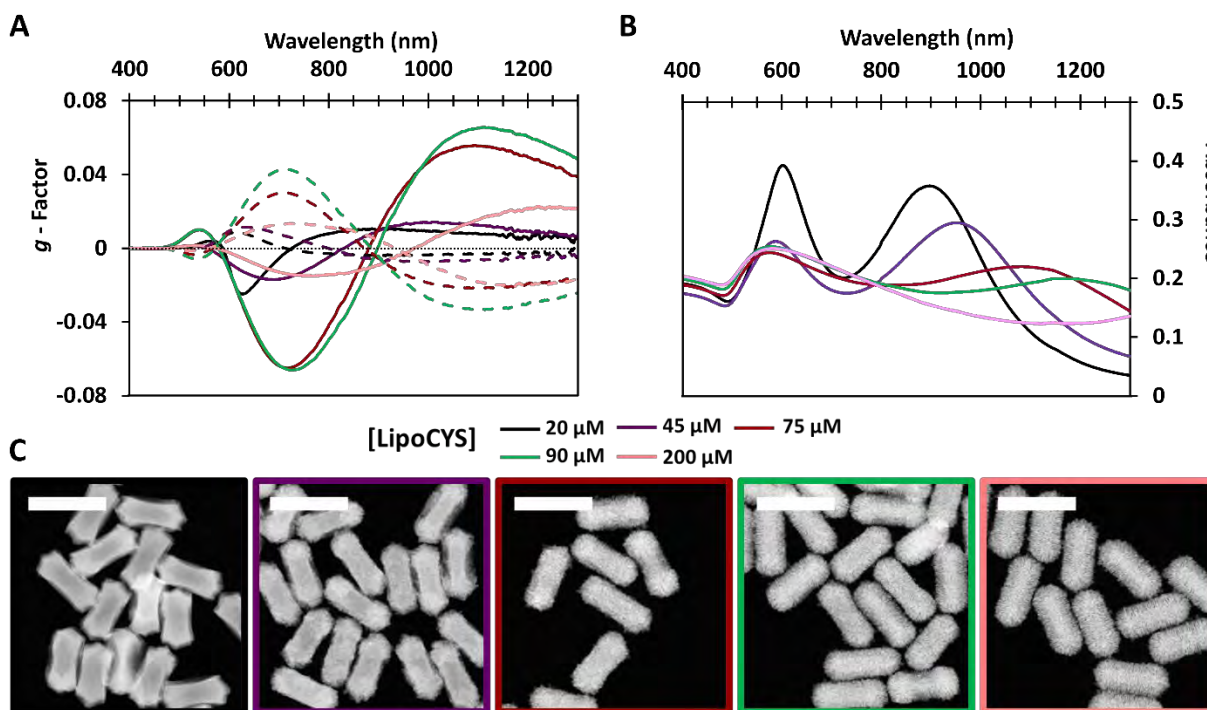 A
Wavelength (nm)
400 600 800 1000 1200
0.08
0.04
0
-0.04
-0.08
g - Factor
B
Wavelength (nm)
400 600 800 1000 1200
0.5
0.4
0.3
0.2
0.1
0
[LipoCYS]
20 μM 45 μM 75 μM
90 μM 200 μM
C